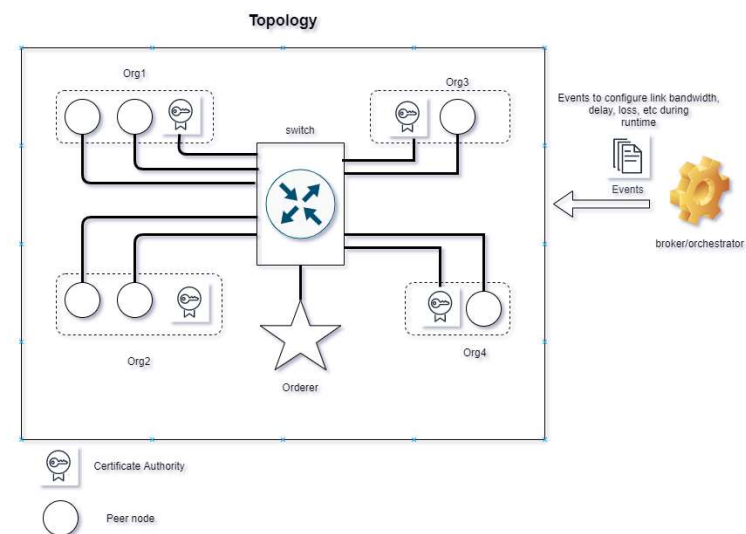 Topology
Org1
Org3
switch
Events to configure link bandwidth,
delay, loss, etc during
runtime
Events
broker/orchestrator
Org2
Org4
Orderer
Certificate Authority
Peer node